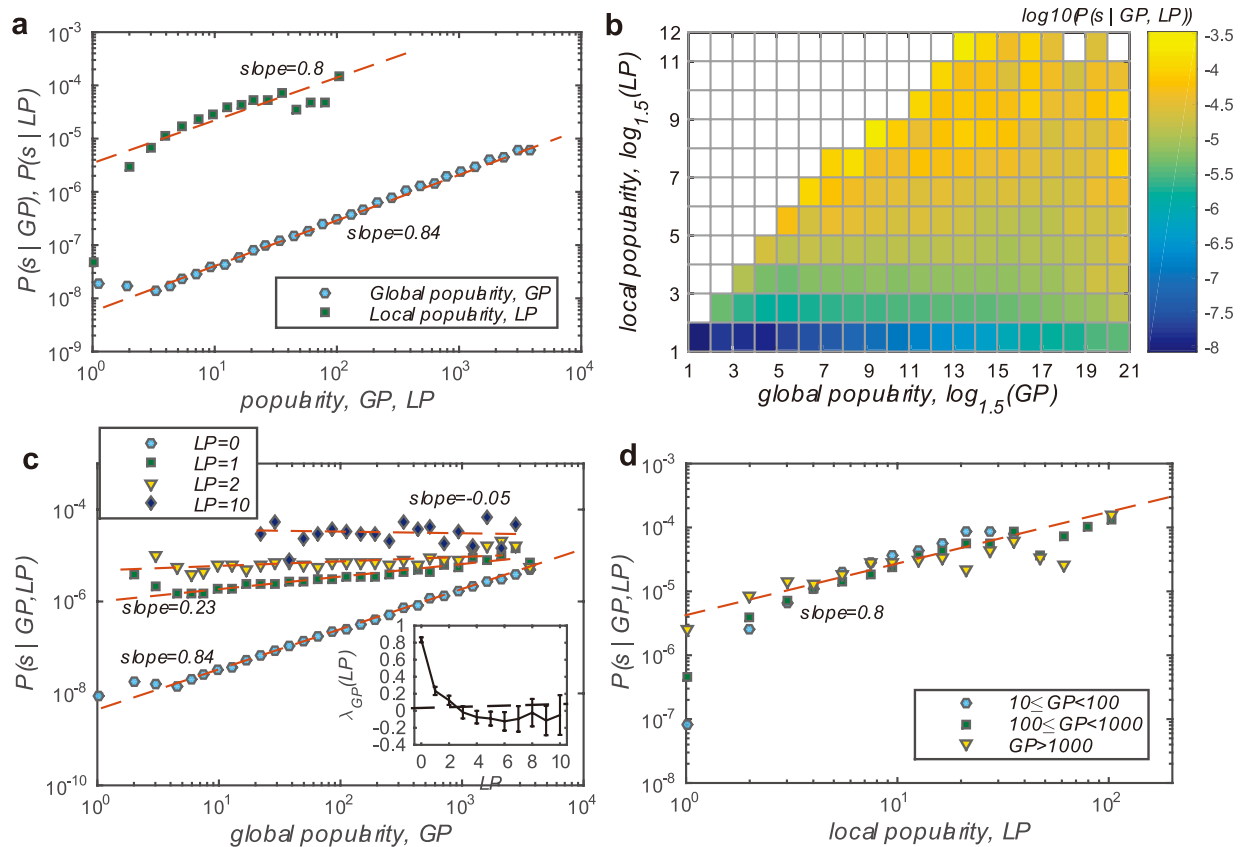 a
P(s | GP), P(s | LP)
10^-3
10^-4
10^-5
10^-6
10^-7
10^-8
10^-9
slope=0.8
slope=0.84
Global popularity, GP
Local popularity, LP
10^0 10^1 10^2 10^3 10^4
popularity, GP, LP
b
log10(P(s | GP, LP))
local popularity, log_1.5(LP)
12
11
9
7
5
3
1
1 3 5 7 9 11 13 15 17 19 21
global popularity, log_1.5(GP)
-3.5
-4
-4.5
-5
-5.5
-6
-6.5
-7
-7.5
-8
c
LP=0
LP=1
LP=2
LP=10
P(s | GP,LP)
10^-4
10^-6
10^-8
10^-10
slope=-0.05
slope=0.23
slope=0.84
λ_GP(LP)
1
0.8
0.6
0.4
0.2
0
-0.2
-0.4
0 2 4 6 8 10
LP
10^0 10^1 10^2 10^3 10^4
global popularity, GP
d
P(s | GP,LP)
10^-3
10^-4
10^-5
10^-6
10^-7
10^-8
slope=0.8
10≤ GP<100
100≤ GP<1000
GP>1000
10^0 10^1 10^2
local popularity, LP